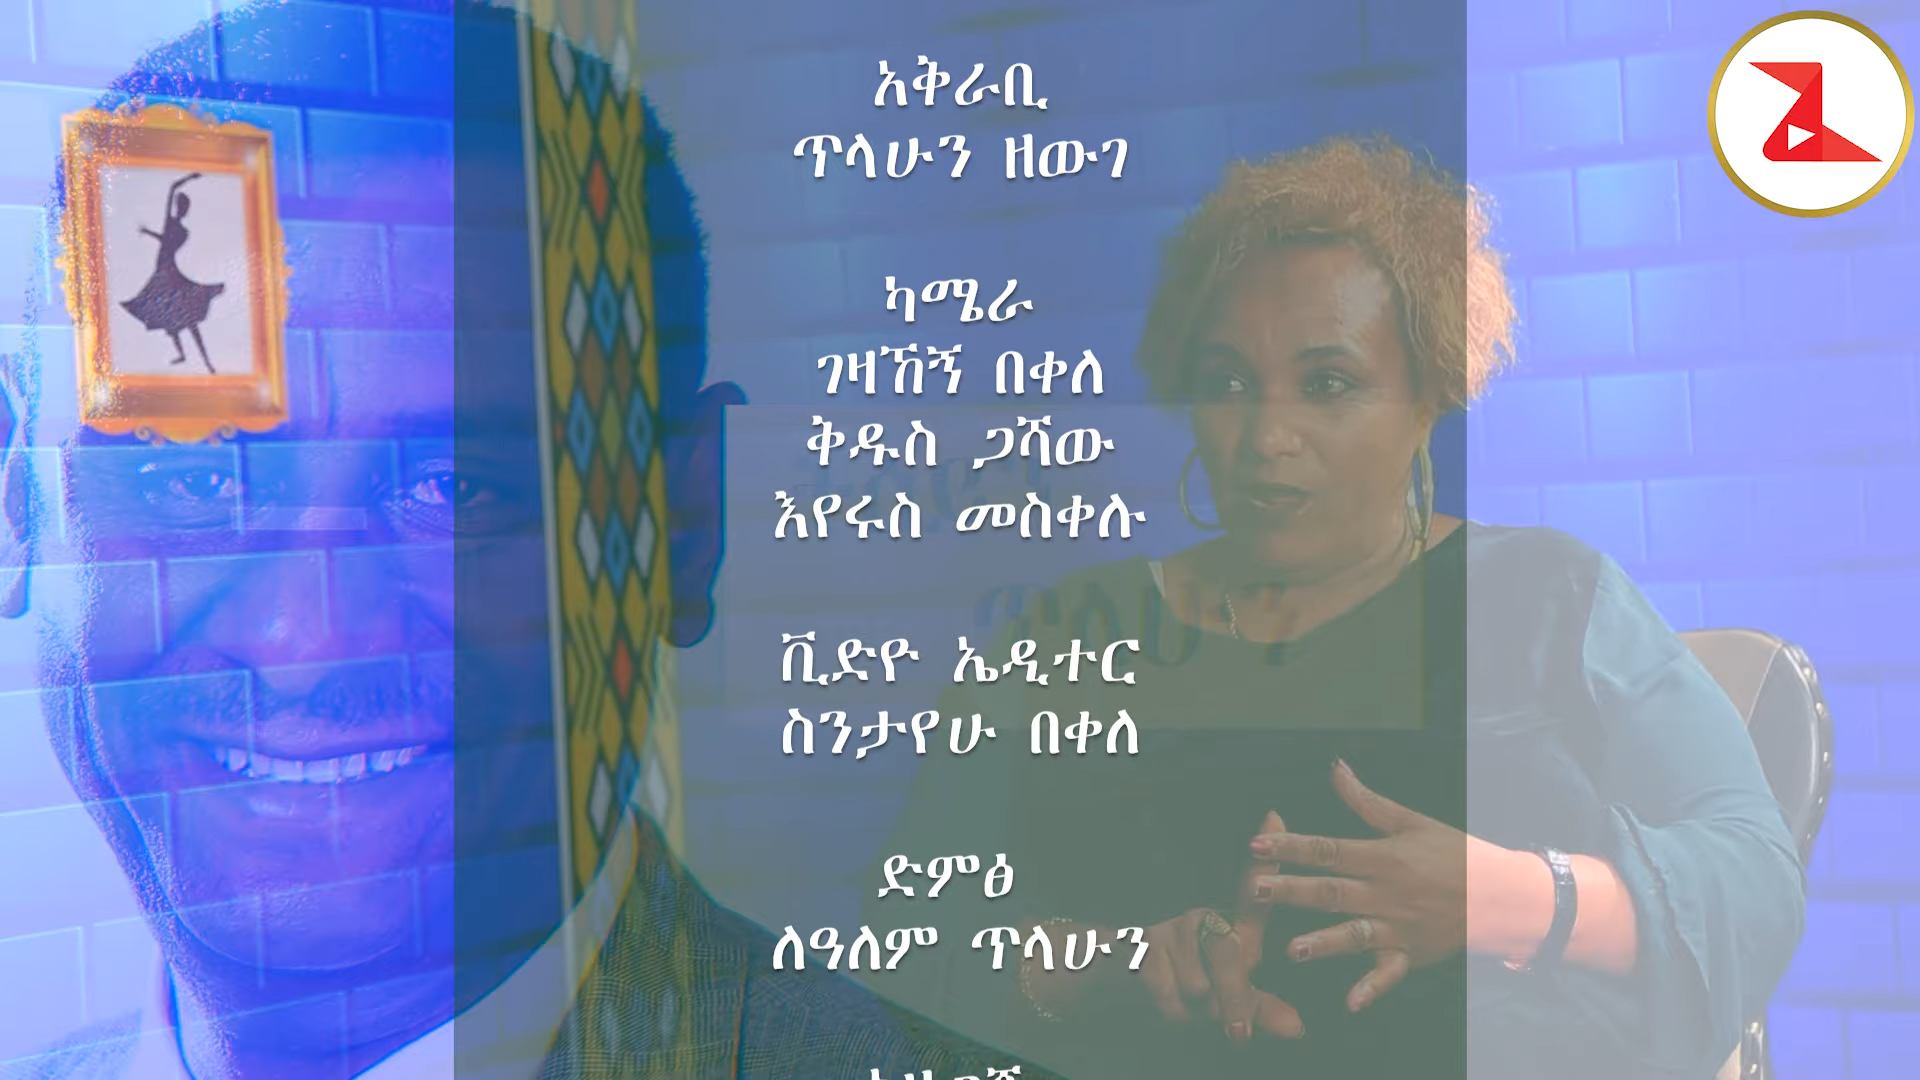 አቅራቢ
ጥላሁን ዘውገ
ካሜራ
ገዛኸኝ በቀለ
ቅዱስ ጋሻው
እየሩስ መስቀሉ
ቪድዮ ኤዲተር
ስንታየሁ በቀለ
ድምፅ
ለዓለም ጥላሁን